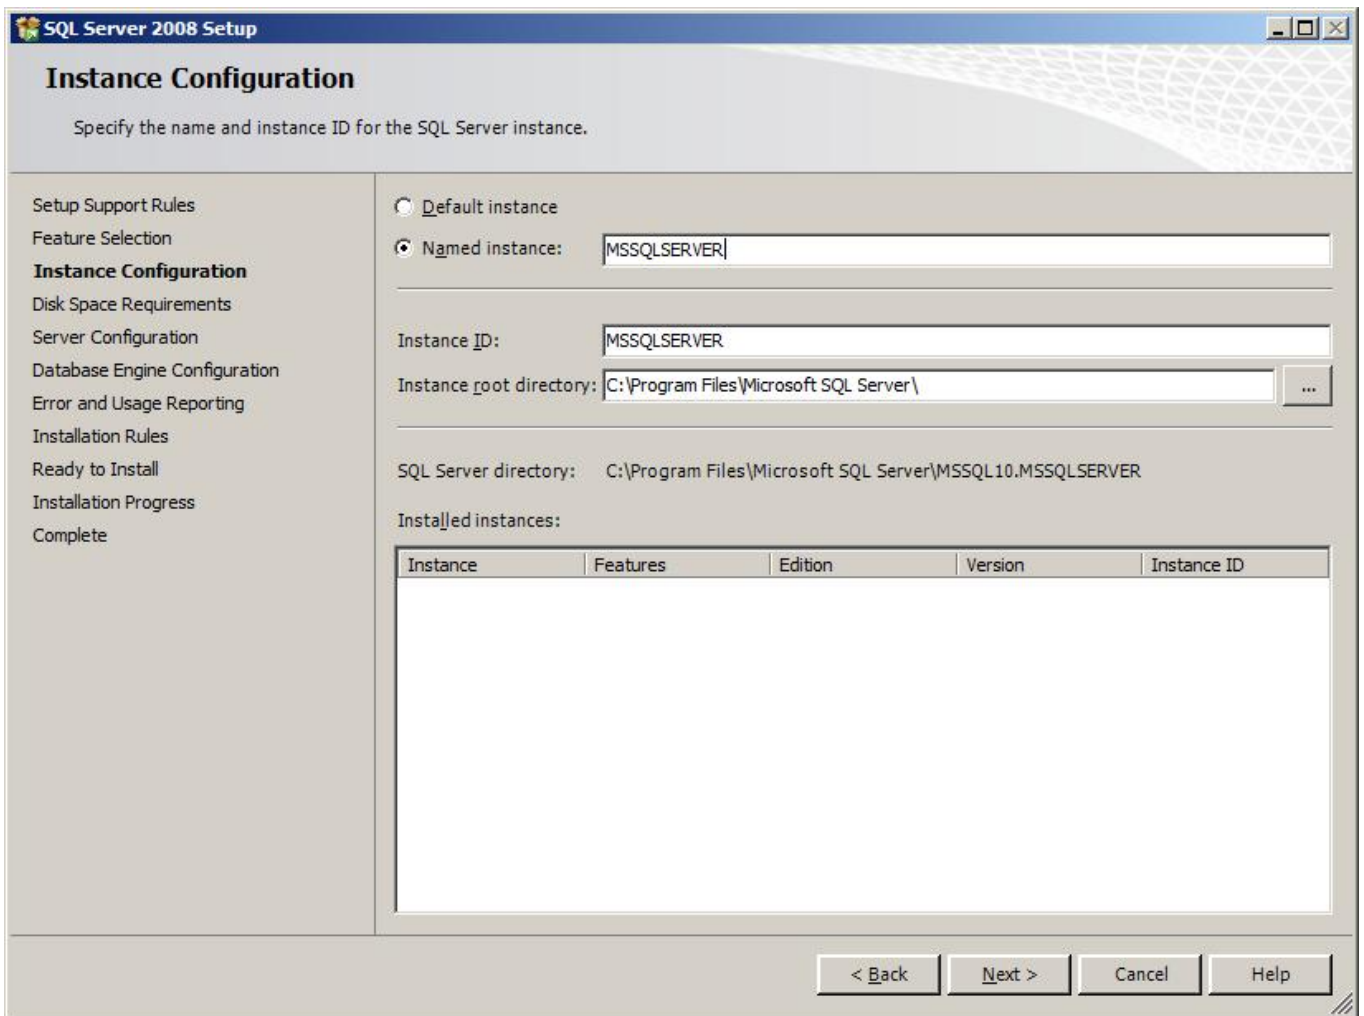 SQL Server 2008 Setup
Instance Configuration
Specify the name and instance ID for the SQL Server instance.
Setup Support Rules
Feature Selection
Instance Configuration
Disk Space Requirements
Server Configuration
Database Engine Configuration
Error and Usage Reporting
Installation Rules
Ready to Install
Installation Progress
Complete
Default instance
Named instance: MSSQLSERVER
Instance ID: MSSQLSERVER
Instance root directory: C:\Program Files\Microsoft SQL Server\ ...
SQL Server directory: C:\Program Files\Microsoft SQL Server\MSSQL10.MSSQLSERVER
Installed instances:
Instance Features Edition Version Instance ID
< Back Next > Cancel Help